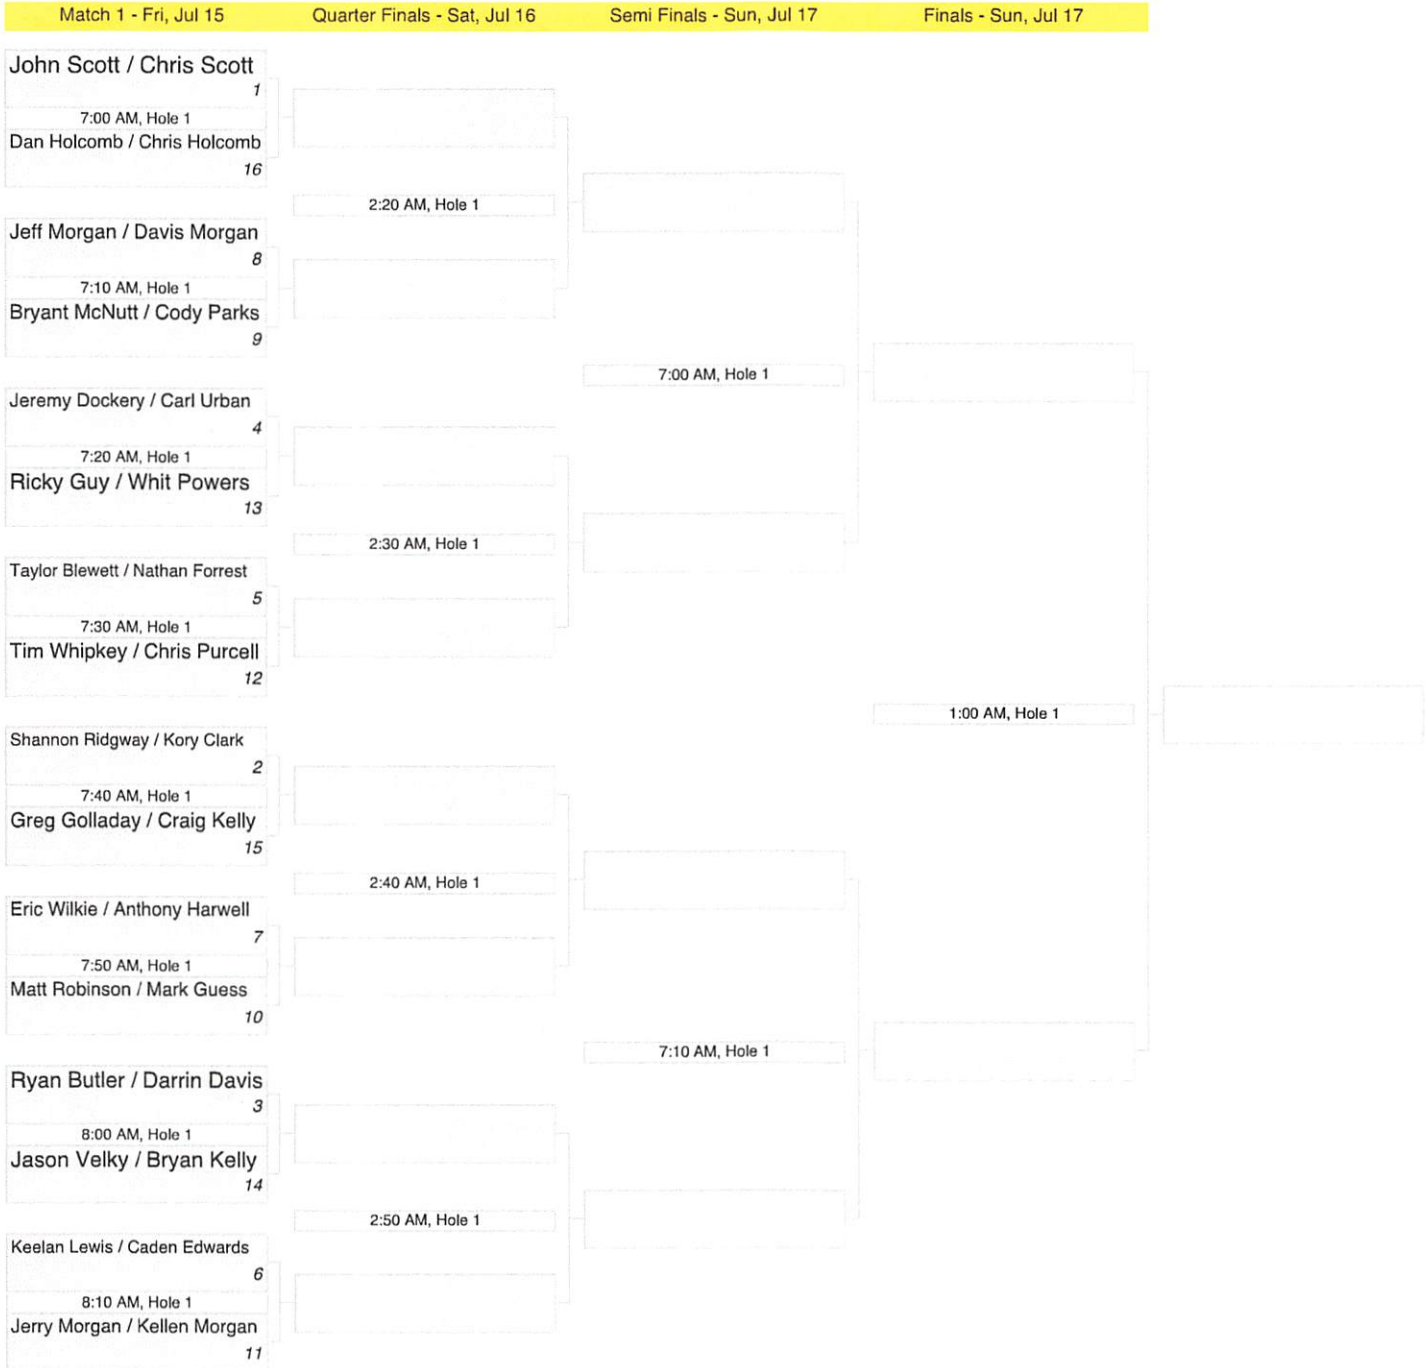 Match 1 - Fri, Jul 15
Quarter Finals - Sat, Jul 16
Semi Finals - Sun, Jul 17
Finals - Sun, Jul 17
John Scott / Chris Scott
1
7:00 AM, Hole 1
Dan Holcomb / Chris Holcomb
16
2:20 AM, Hole 1
Jeff Morgan / Davis Morgan
8
7:10 AM, Hole 1
Bryant McNutt / Cody Parks
9
7:00 AM, Hole 1
Jeremy Dockery / Carl Urban
4
7:20 AM, Hole 1
Ricky Guy / Whit Powers
13
2:30 AM, Hole 1
Taylor Blewett / Nathan Forrest
5
7:30 AM, Hole 1
Tim Whipkey / Chris Purcell
12
1:00 AM, Hole 1
Shannon Ridgway / Kory Clark
2
7:40 AM, Hole 1
Greg Golladay / Craig Kelly
15
2:40 AM, Hole 1
Eric Wilkie / Anthony Harwell
7
7:50 AM, Hole 1
Matt Robinson / Mark Guess
10
7:10 AM, Hole 1
Ryan Butler / Darrin Davis
3
8:00 AM, Hole 1
Jason Velky / Bryan Kelly
14
2:50 AM, Hole 1
Keelan Lewis / Caden Edwards
6
8:10 AM, Hole 1
Jerry Morgan / Kellen Morgan
11